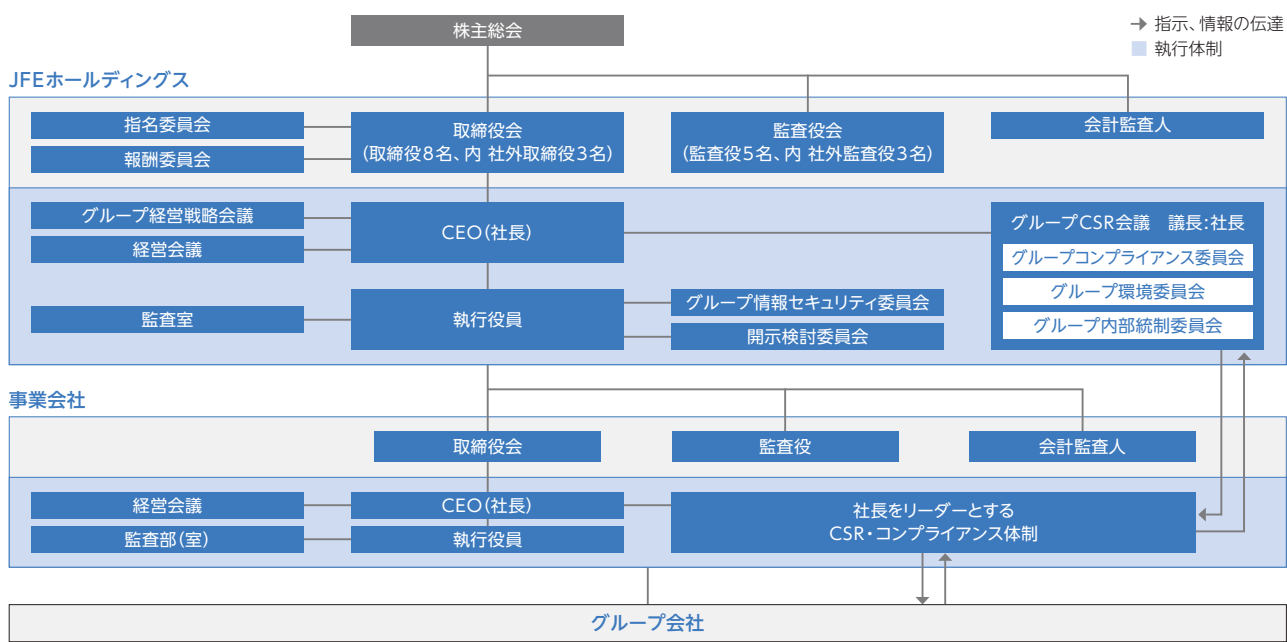 株主総会
指示、情報の伝達
執行体制
JFEホールディングス
指名委員会
報酬委員会
取締役会
(取締役8名、内 社外取締役3名)
監査役会
(監査役5名、内 社外監査役3名)
会計監査人
グループ経営戦略会議
経営会議
CEO(社長)
グループCSR会議 議長:社長
グループコンプライアンス委員会
グループ環境委員会
グループ内部統制委員会
監査室
執行役員
グループ情報セキュリティ委員会
開示検討委員会
事業会社
取締役会
監査役
会計監査人
経営会議
監査部(室)
CEO(社長)
執行役員
社長をリーダーとする
CSR・コンプライアンス体制
グループ会社